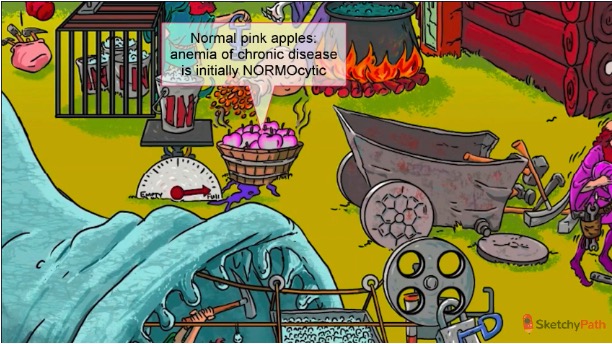 Normal pink apples:
anemia of chronic disease
is initially NORMOcytic
EMPTY Full
SketchyPath